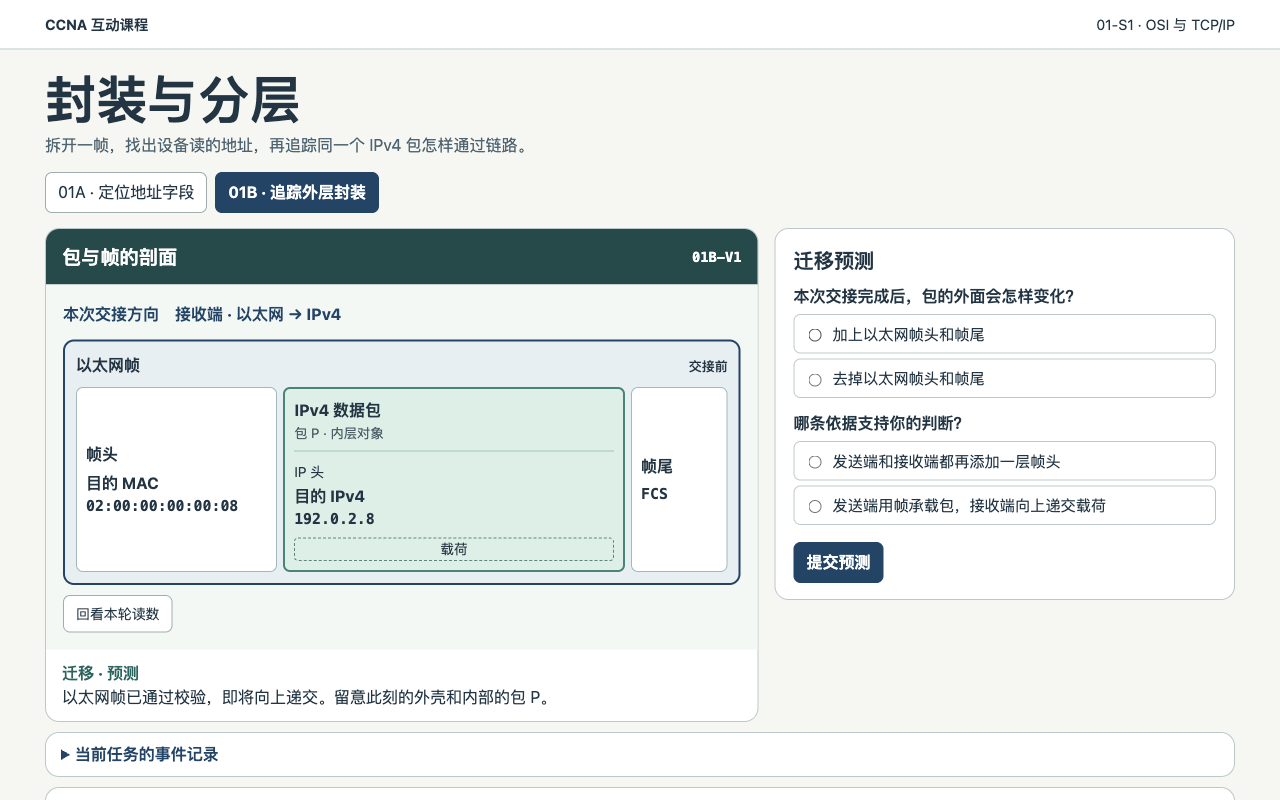 CCNA 互动课程
01-S1 · OSI 与 TCP/IP
封装与分层
拆开一帧，找出设备读的地址，再追踪同一个 IPv4 包怎样通过链路。
01A · 定位地址字段
01B · 追踪外层封装
包与帧的剖面
01B—V1
本次交接方向 接收端 · 以太网 → IPv4
以太网帧
交接前
帧头
目的 MAC
02:00:00:00:00:08
IPv4 数据包
包 P · 内层对象
IP 头
目的 IPv4
192.0.2.8
载荷
帧尾
FCS
回看本轮读数
迁移 · 预测
以太网帧已通过校验，即将向上递交。留意此刻的外壳和内部的包 P。
迁移预测
本次交接完成后，包的外面会怎样变化？
加上以太网帧头和帧尾
去掉以太网帧头和帧尾
哪条依据支持你的判断？
发送端和接收端都再添加一层帧头
发送端用帧承载包，接收端向上递交载荷
提交预测
▶ 当前任务的事件记录